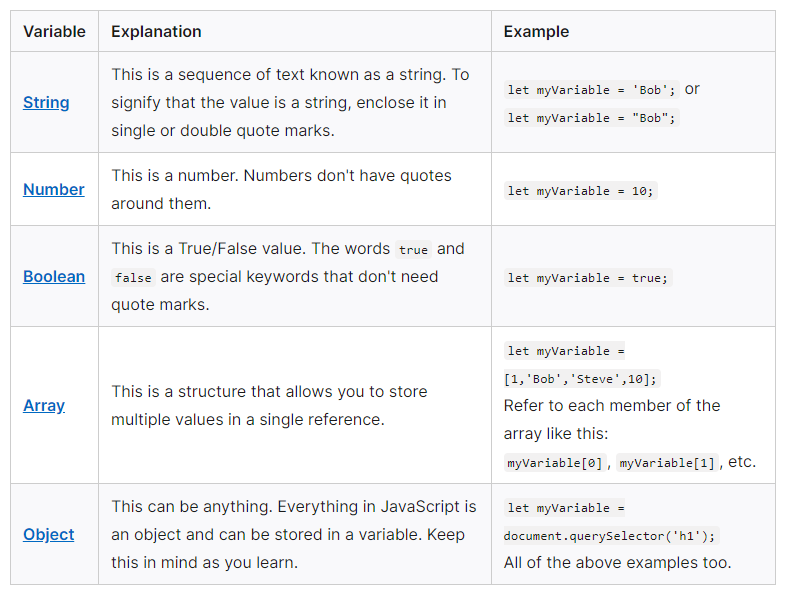 Variable Explanation Example
This is a sequence of text known as a string. To
String signify that the value is a string, enclose it in
single or double quote marks.
let myVariable = 'Bob'; or
let myVariable = "Bob";
Number
This is a number. Numbers don't have quotes
around them.
let myVariable = 10;
Boolean
This is a True/False value. The words true and
false are special keywords that don't need
quote marks.
let myVariable = true;
Array
This is a structure that allows you to store
multiple values in a single reference.
let myVariable =
[1,'Bob','Steve',10];
Refer to each member of the
array like this:
myVariable[0], myVariable[1], etc.
Object
This can be anything. Everything in JavaScript is
an object and can be stored in a variable. Keep
this in mind as you learn.
let myVariable =
document.querySelector('h1');
All of the above examples too.